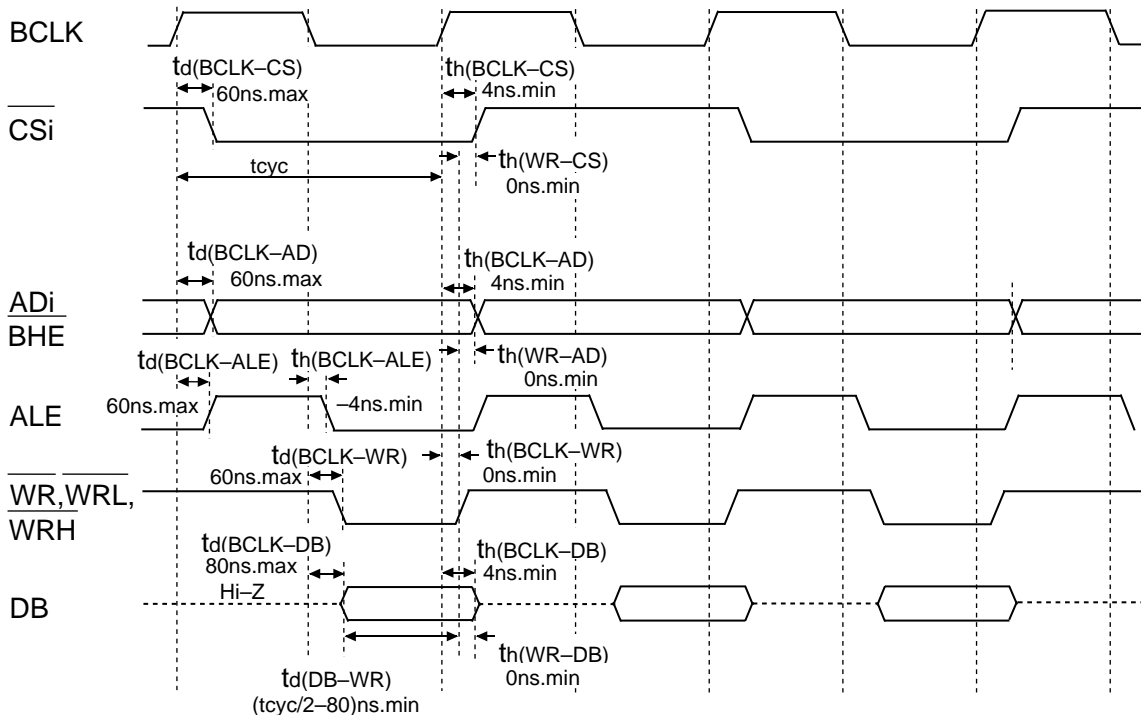 BCLK
td(BCLK–CS)
60ns.max
th(BCLK–CS)
4ns.min
CSi
tcyc
th(WR–CS)
0ns.min
td(BCLK–AD)
60ns.max
th(BCLK–AD)
4ns.min
ADi
BHE
td(BCLK–ALE)
60ns.max
th(BCLK–ALE)
–4ns.min
th(WR–AD)
0ns.min
ALE
td(BCLK–WR)
60ns.max
th(BCLK–WR)
0ns.min
WR,WRL,
WRH
td(BCLK–DB)
80ns.max
th(BCLK–DB)
4ns.min
Hi–Z
DB
td(DB–WR)
(tcyc/2–80)ns.min
th(WR–DB)
0ns.min